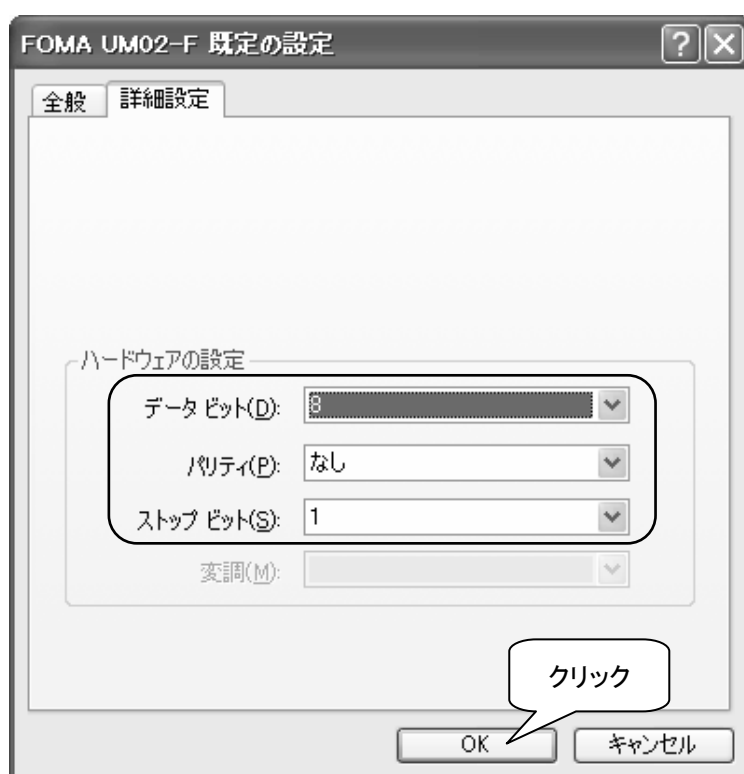 FOMA UM02-F 既定の設定
全般 詳細設定
ハードウェアの設定
データ ビット(D): 8
パリティ(P): なし
ストップ ビット(S): 1
変調(M):
クリック
OK キャンセル